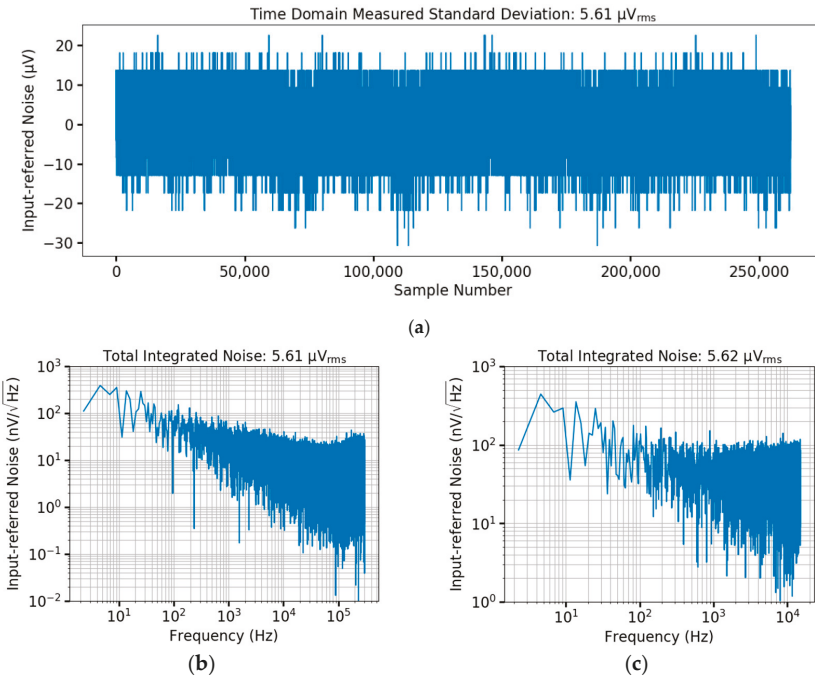 Time Domain Measured Standard Deviation: 5.61 µVrms
Input-referred Noise (µV)
20
10
0
−10
−20
−30
0
50,000
100,000
150,000
200,000
250,000
Sample Number
(a)
Total Integrated Noise: 5.61 µVrms
Input-referred Noise (nV/√Hz)
10³
10²
10¹
10⁰
10⁻¹
10⁻²
10¹
10²
10³
10⁴
10⁵
Frequency (Hz)
(b)
Total Integrated Noise: 5.62 µVrms
Input-referred Noise (nV/√Hz)
10³
10²
10¹
10⁰
10¹
10²
10³
10⁴
Frequency (Hz)
(c)